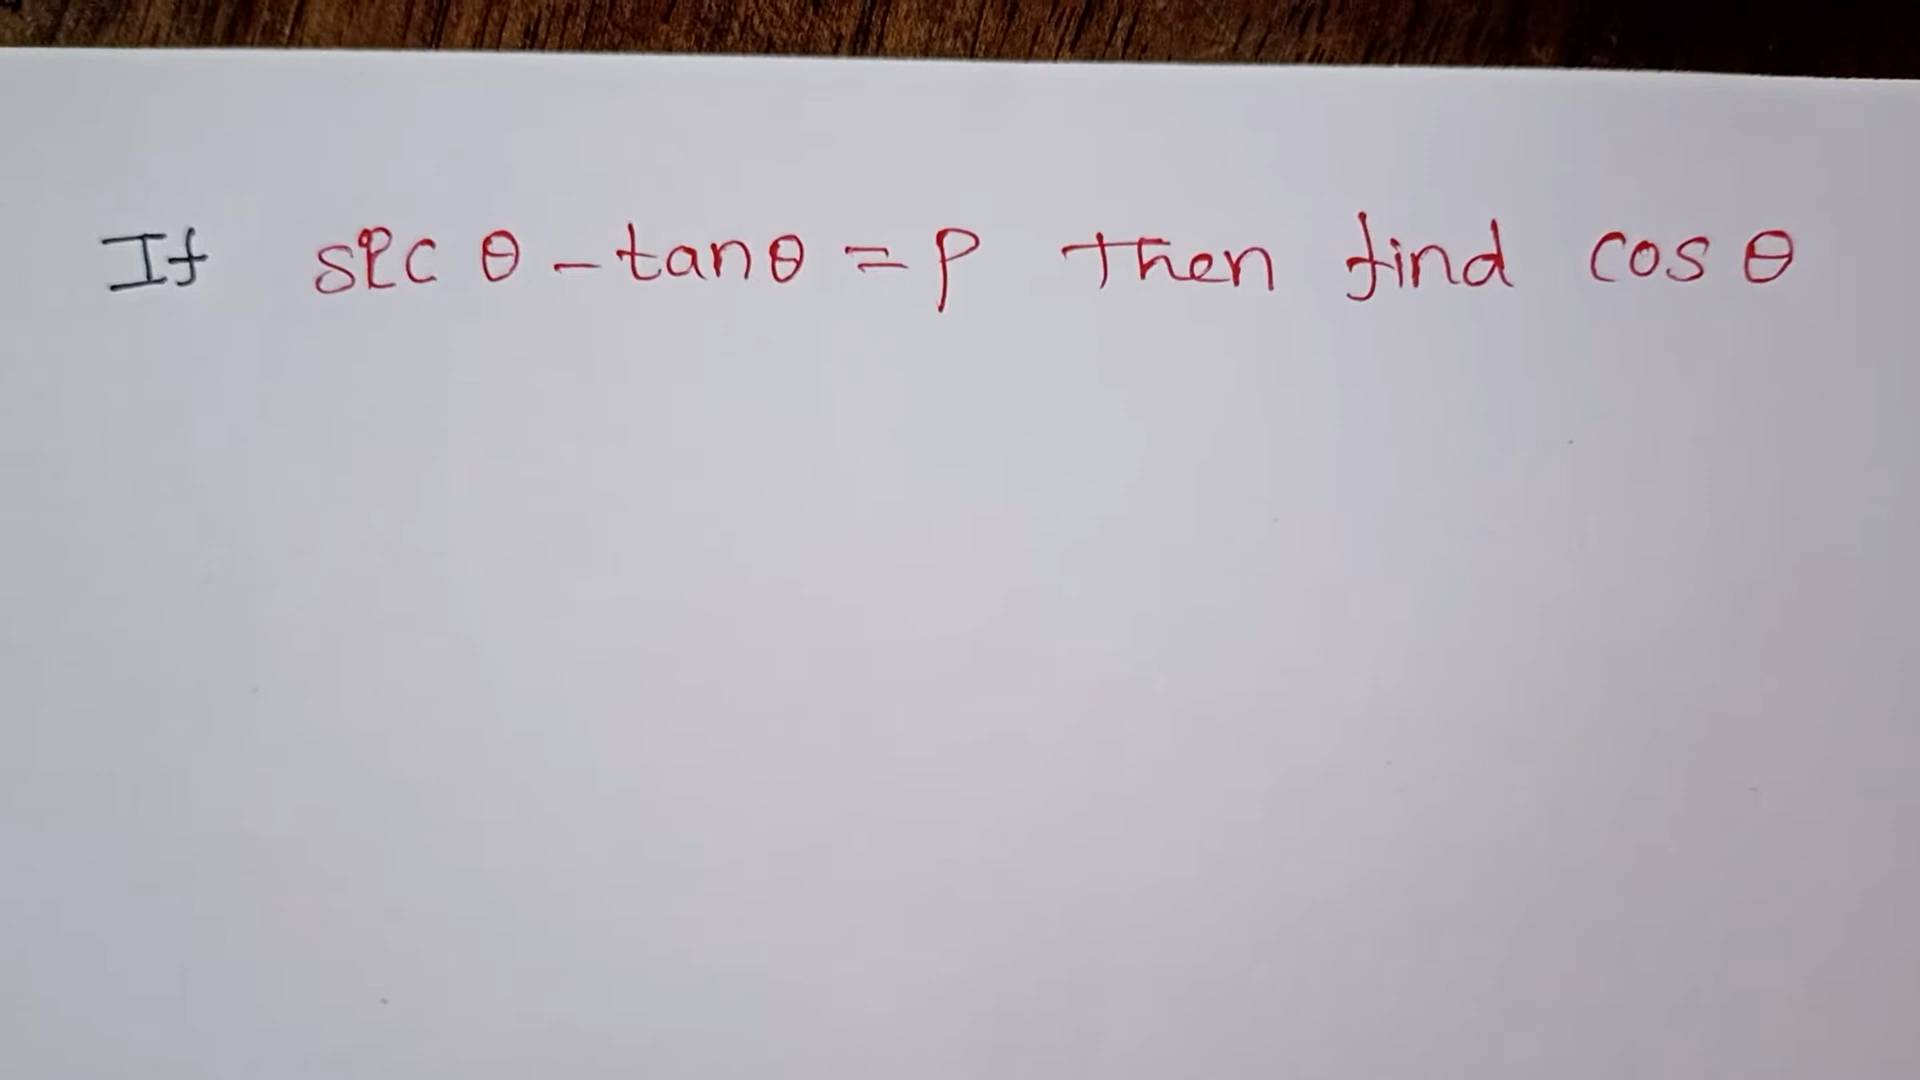 If sec θ - tan θ = p then find cos θ